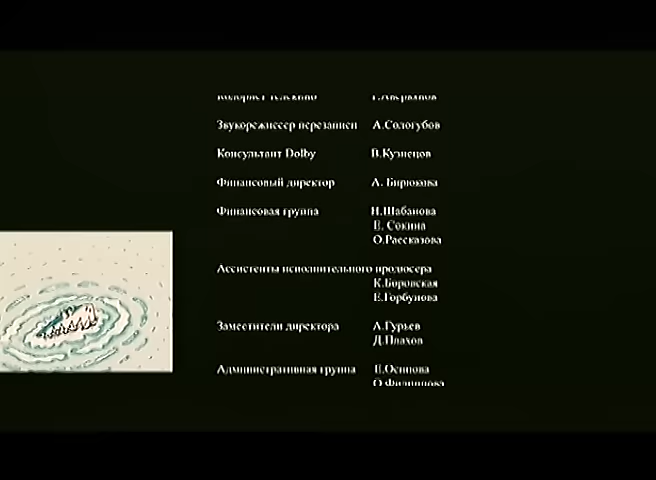 Звукорежиссер перезаписи А.Сологубов
Консультант Dolby В.Кузнецов
Финансовый директор А. Бирюкова
Финансовая группа И.Шабанова
Е. Сокина
О.Рассказова
Ассистенты исполнительного продюсера
К.Боровская
Е.Горбунова
Заместители директора А.Гурьев
Д.Плахов
Административная группа Е.Осипова
О.Филиппова